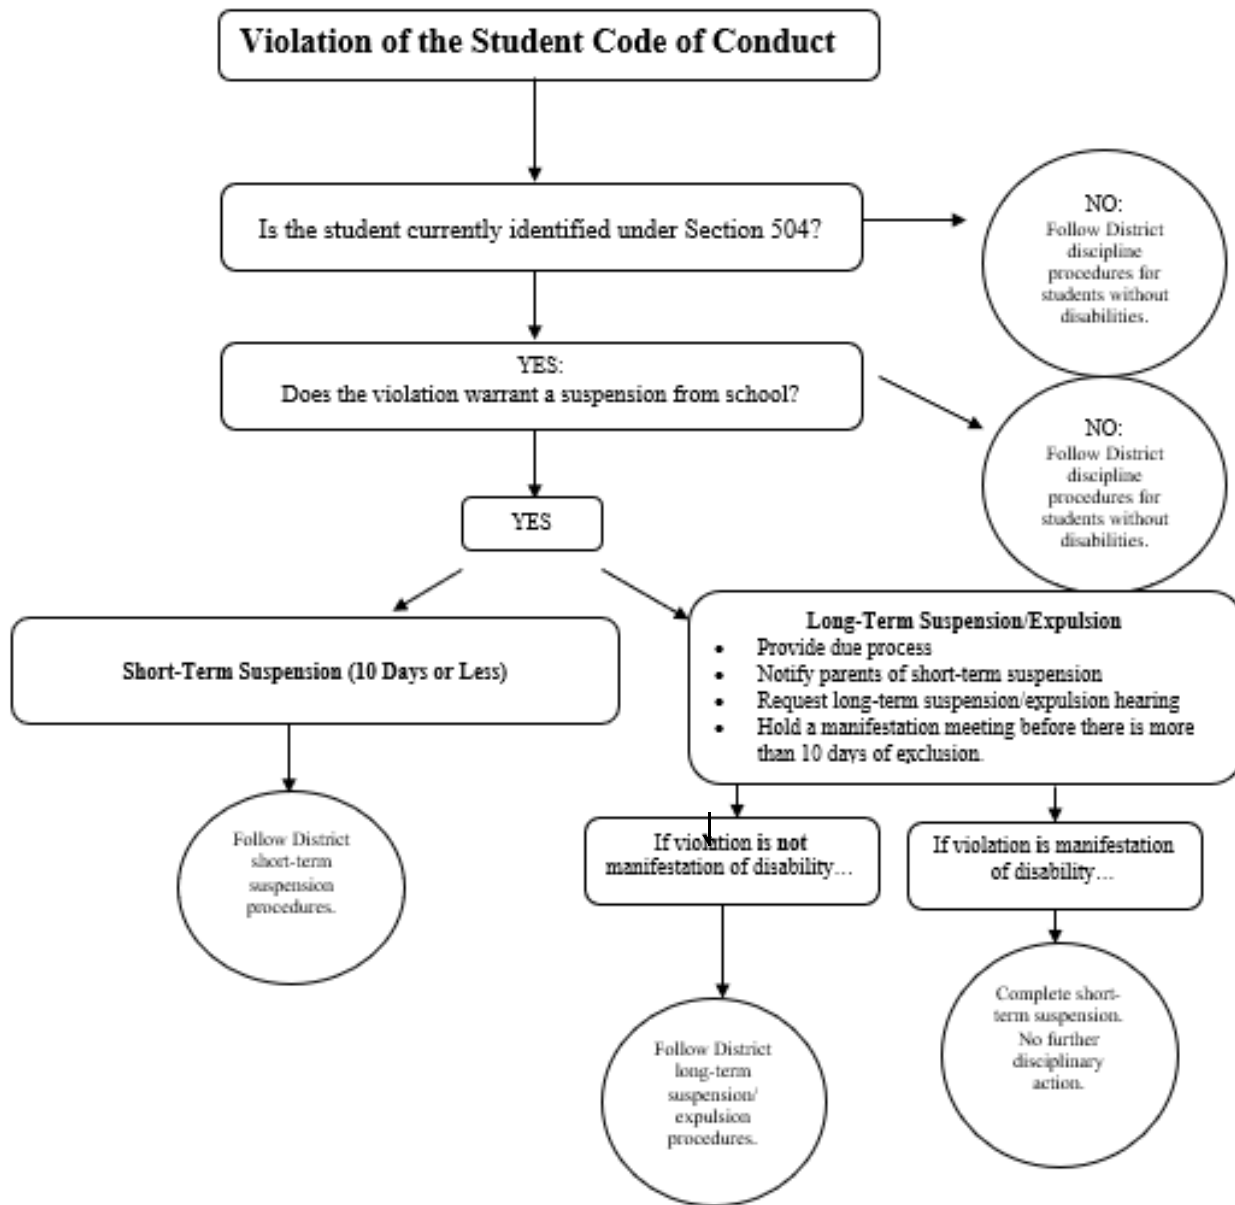 Violation of the Student Code of Conduct
Is the student currently identified under Section 504?
NO:
Follow District
discipline
procedures for
students without
disabilities.
YES:
Does the violation warrant a suspension from school?
NO:
Follow District
discipline
procedures for
students without
disabilities.
YES
Short-Term Suspension (10 Days or Less)
Long-Term Suspension/Expulsion
• Provide due process
• Notify parents of short-term suspension
• Request long-term suspension/expulsion hearing
• Hold a manifestation meeting before there is more
than 10 days of exclusion.
Follow District
short-term
suspension
procedures.
If violation is not
manifestation of disability…
If violation is manifestation
of disability…
Follow District
long-term
suspension/
expulsion
procedures.
Complete short-
term suspension.
No further
disciplinary
action.